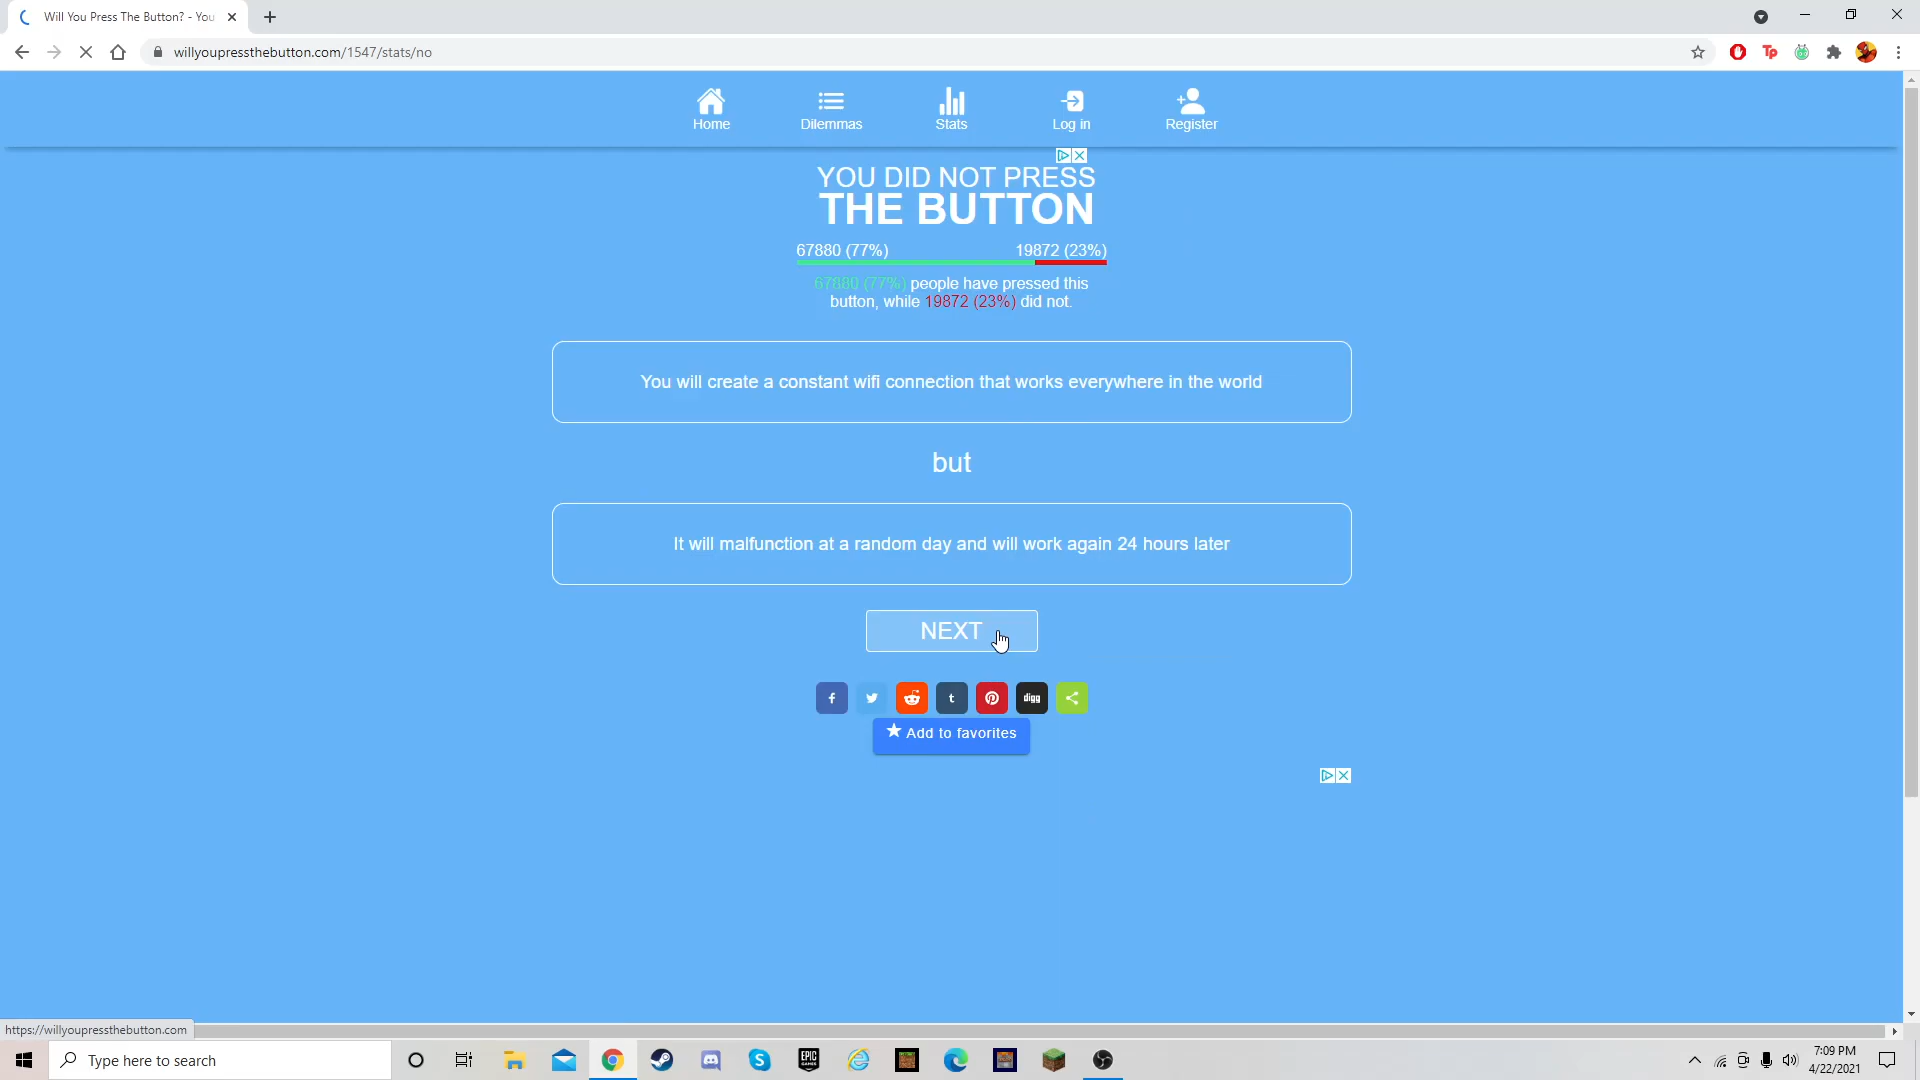 Will You Press The Button? - You
willyoupressthebutton.com/1547/stats/no
Home
Dilemmas
Stats
Log in
Register
YOU DID NOT PRESS
THE BUTTON
67880 (77%) 19872 (23%)
67880 (77%) people have pressed this
button, while 19872 (23%) did not.
You will create a constant wifi connection that works everywhere in the world
but
It will malfunction at a random day and will work again 24 hours later
NEXT
digg
Add to favorites
https://willyoupressthebutton.com
Type here to search
EPIC
GAMES
7:09 PM
4/22/2021